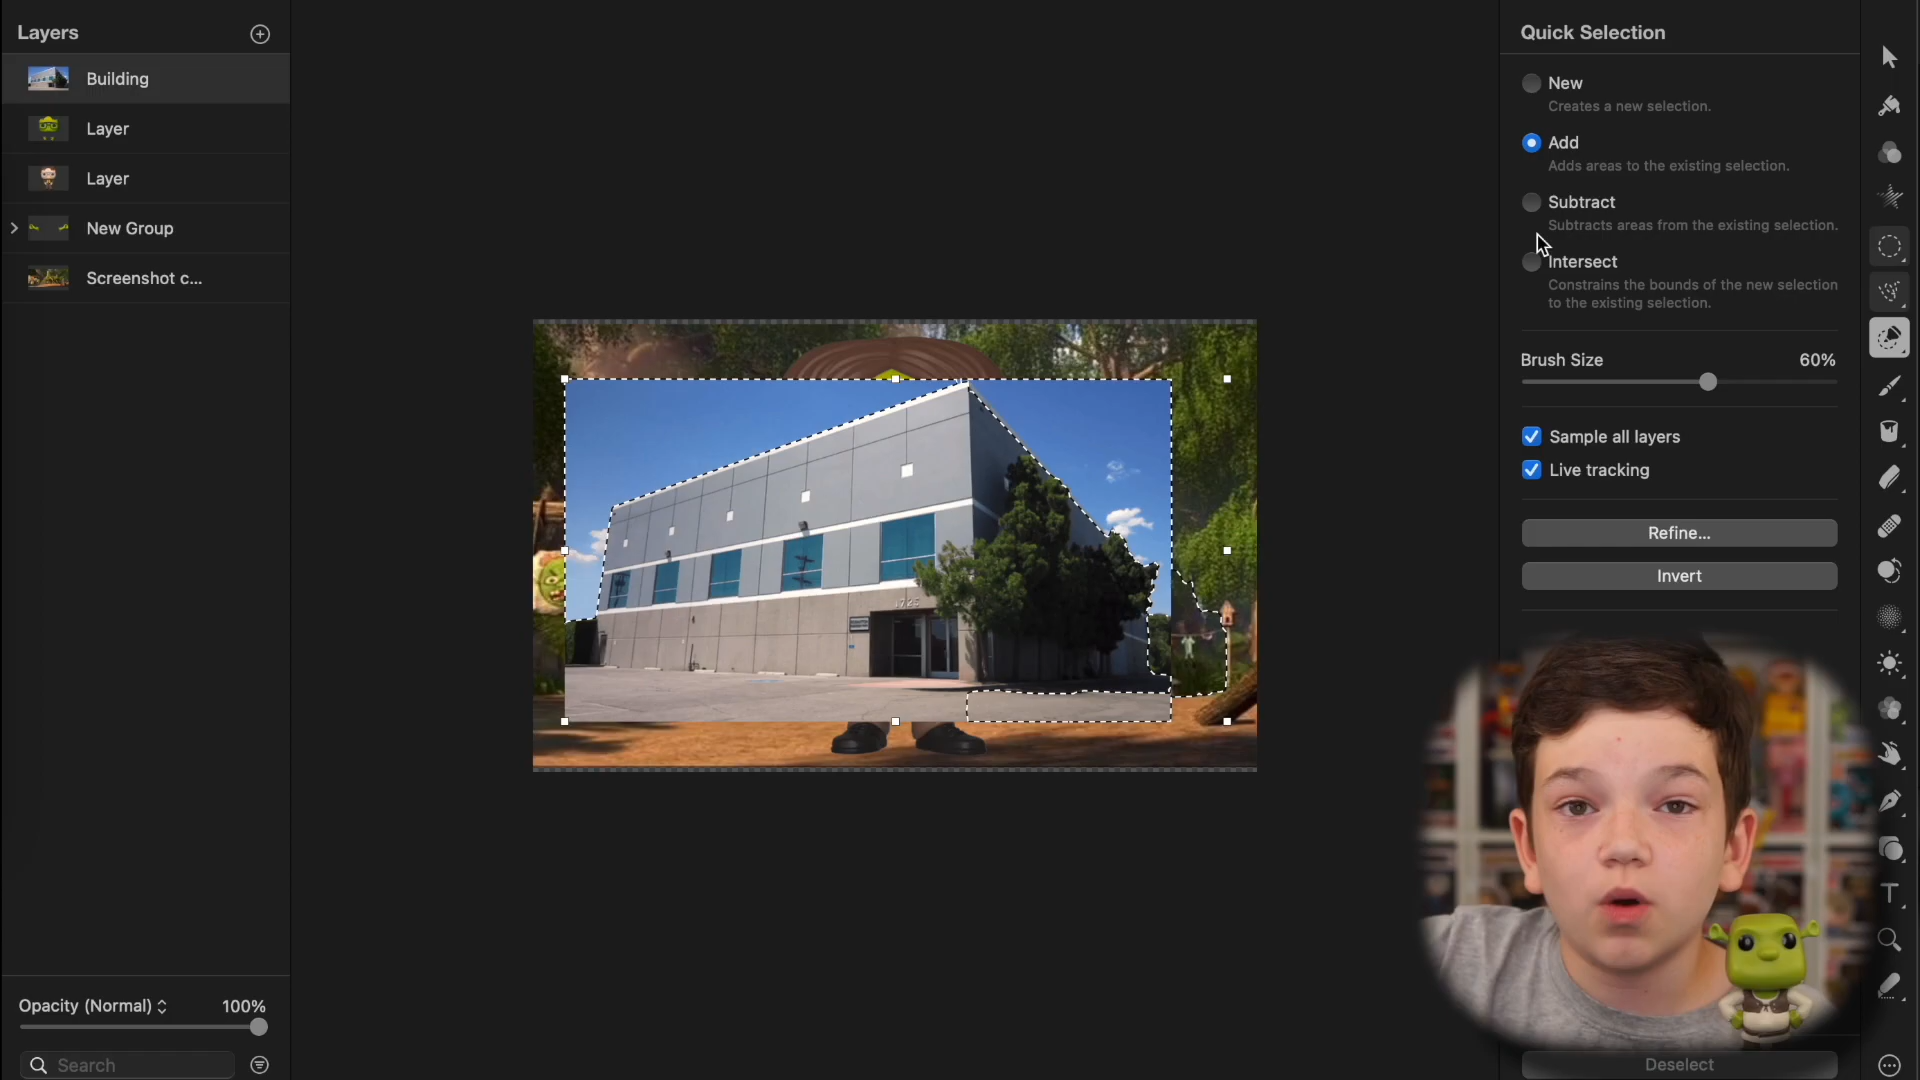 Layers
Building
Layer
Layer
New Group
Screenshot c...
Opacity (Normal)
100%
Search
Quick Selection
New
Creates a new selection.
Add
Adds areas to the existing selection.
Subtract
Subtracts areas from the existing selection.
Intersect
Constrains the bounds of the new selection
to the existing selection.
Brush Size
60%
Sample all layers
Live tracking
Refine...
Invert
Deselect